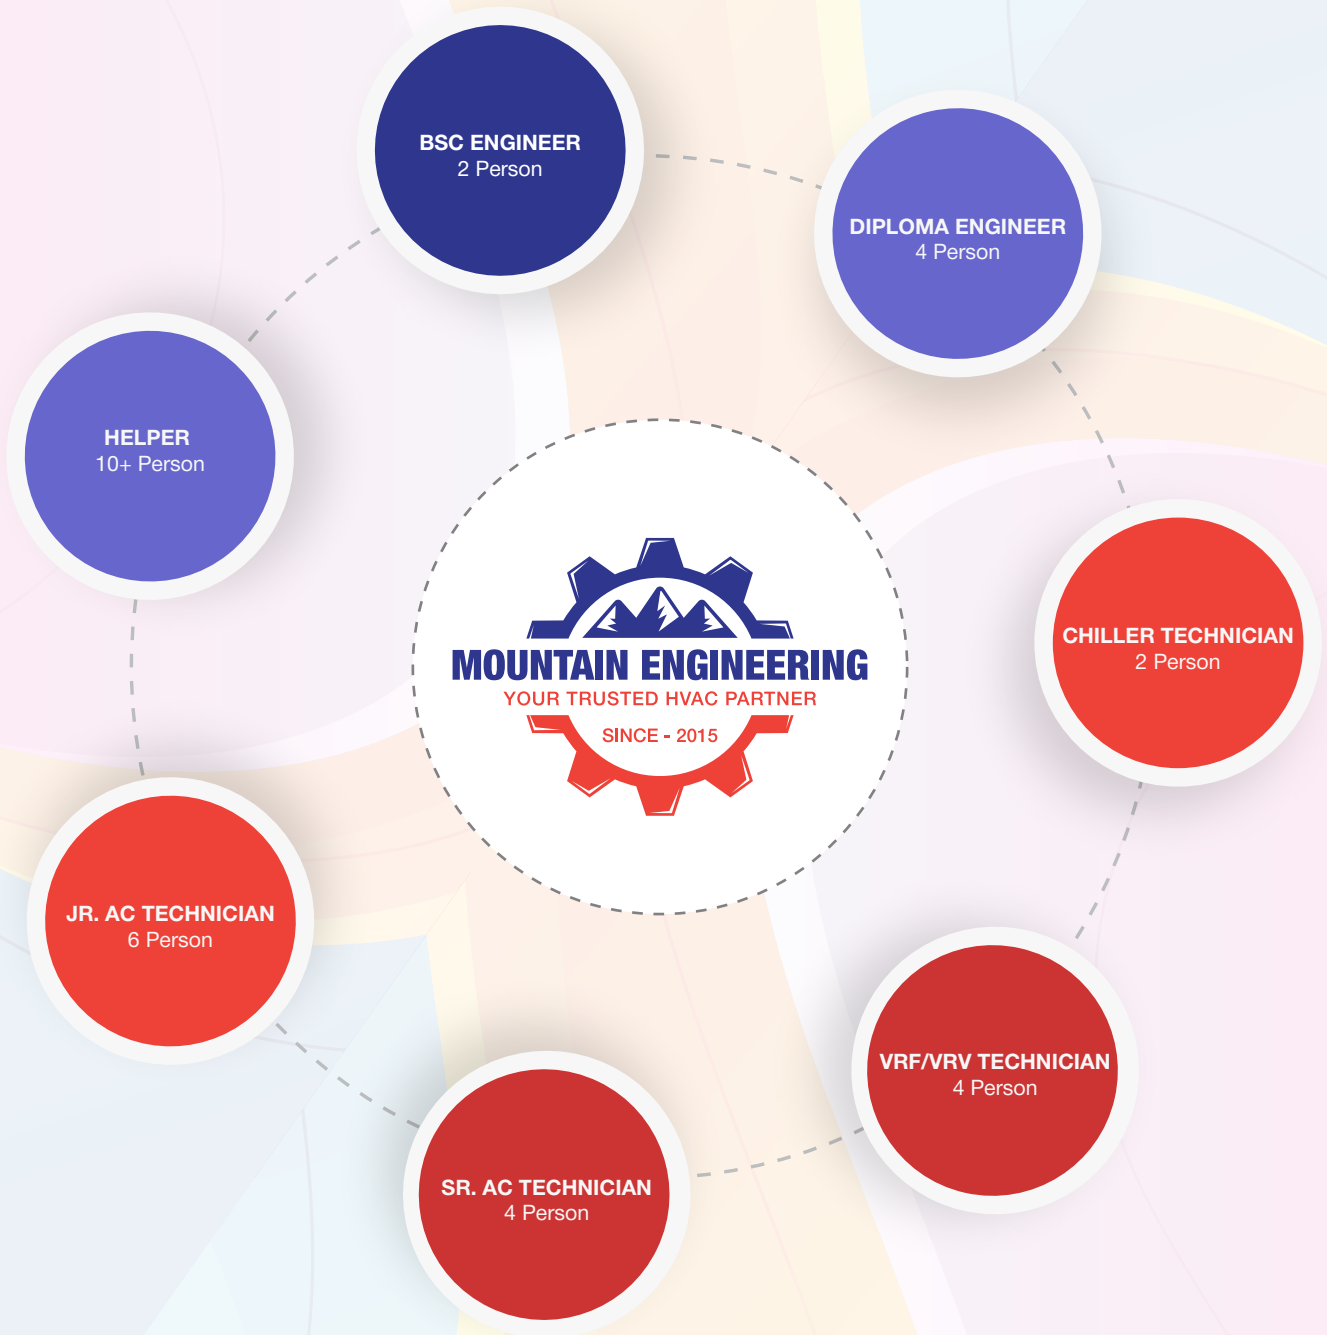 BSC ENGINEER
2 Person
DIPLOMA ENGINEER
4 Person
HELPER
10+ Person
CHILLER TECHNICIAN
2 Person
MOUNTAIN ENGINEERING
YOUR TRUSTED HVAC PARTNER
SINCE - 2015
JR. AC TECHNICIAN
6 Person
VRF/VRV TECHNICIAN
4 Person
SR. AC TECHNICIAN
4 Person